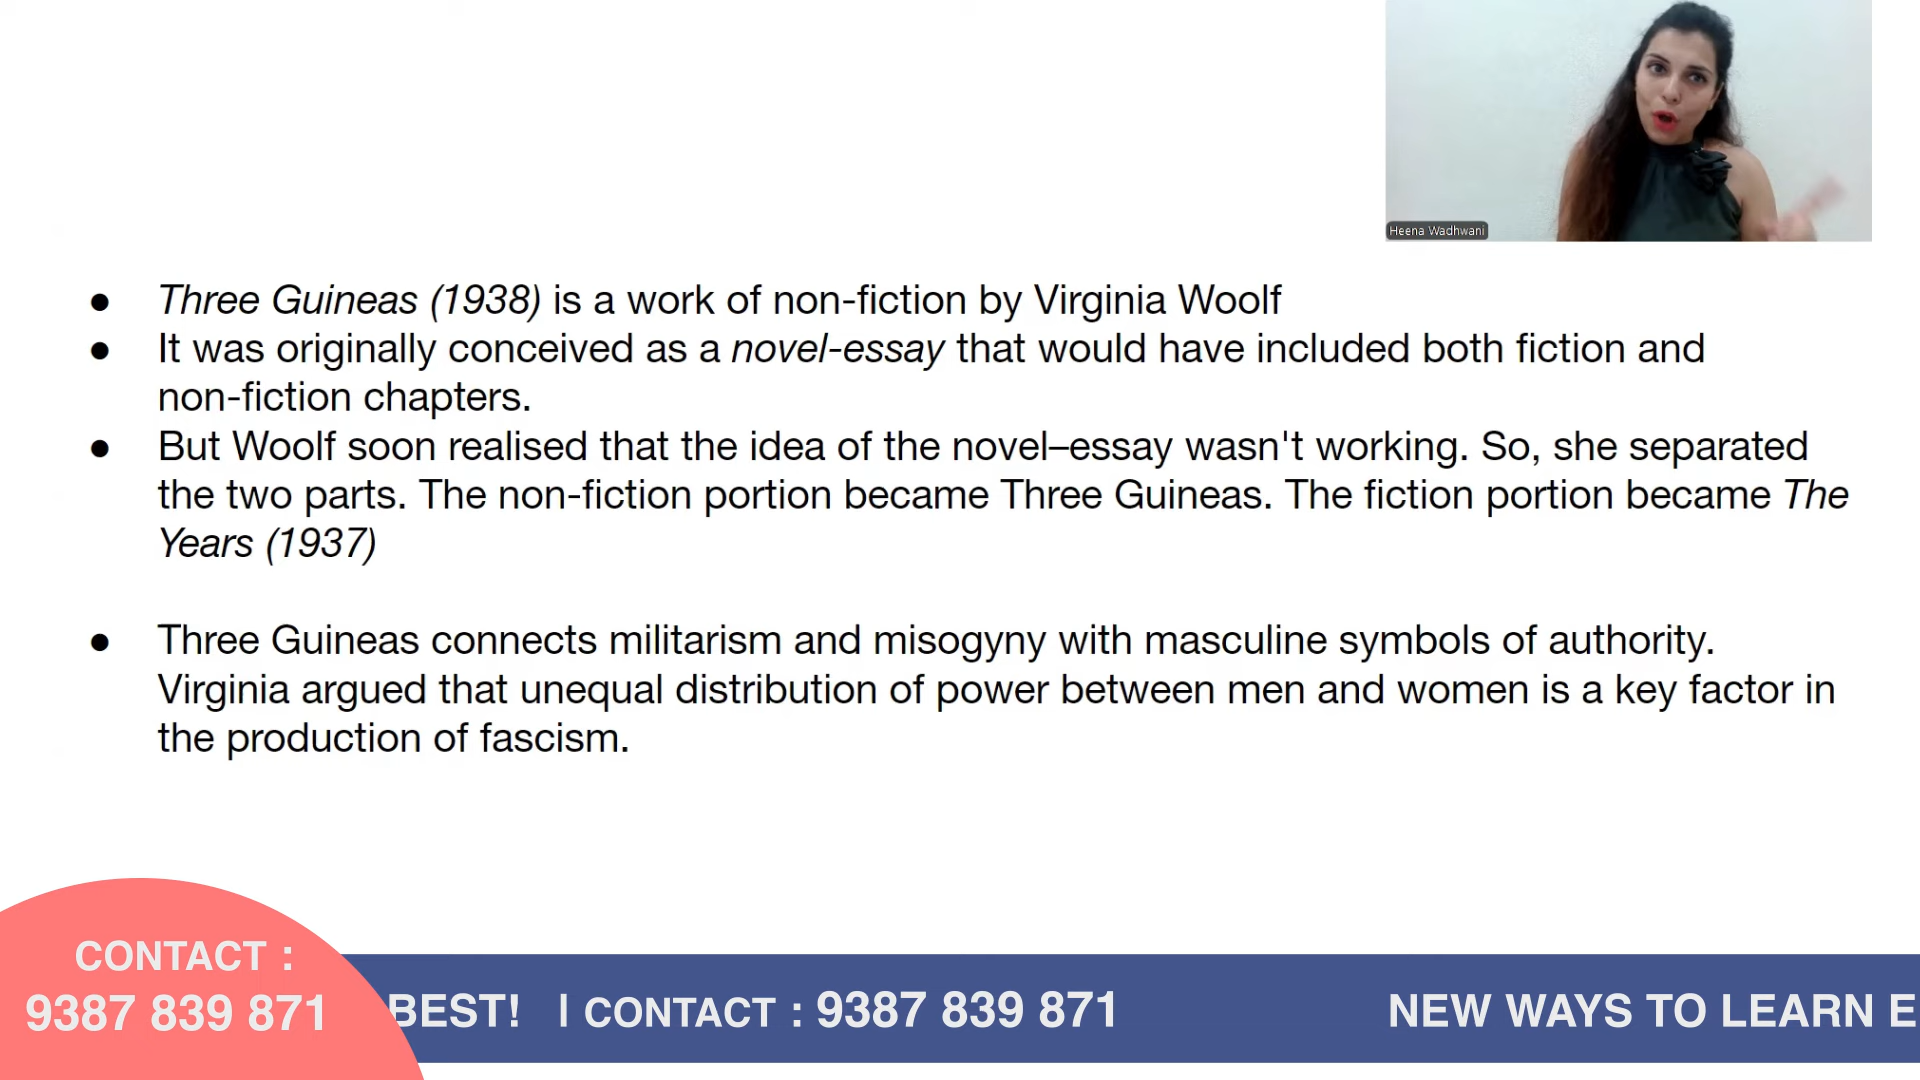 Heena Wadhwani
● Three Guineas (1938) is a work of non-fiction by Virginia Woolf
● It was originally conceived as a novel-essay that would have included both fiction and
non-fiction chapters.
● But Woolf soon realised that the idea of the novel–essay wasn't working. So, she separated
the two parts. The non-fiction portion became Three Guineas. The fiction portion became The
Years (1937)
● Three Guineas connects militarism and misogyny with masculine symbols of authority.
Virginia argued that unequal distribution of power between men and women is a key factor in
the production of fascism.
CONTACT :
9387 839 871
BEST! | CONTACT : 9387 839 871 NEW WAYS TO LEARN E